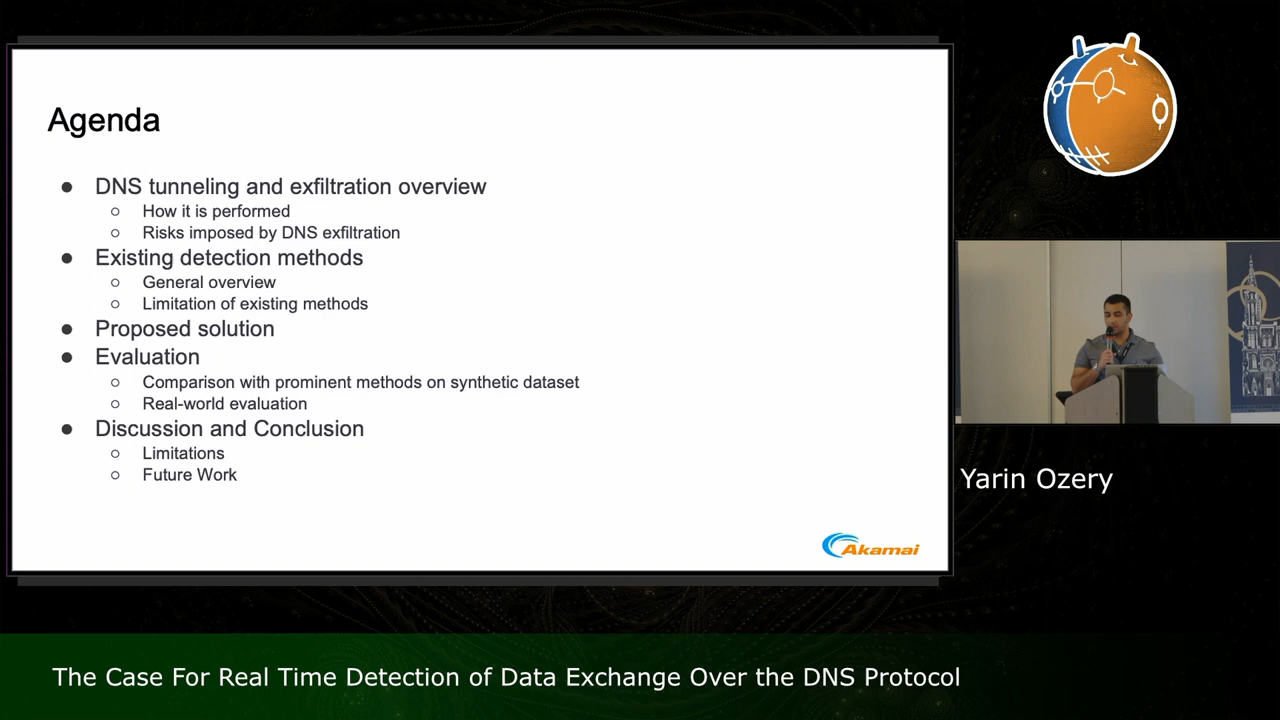 Agenda
● DNS tunneling and exfiltration overview
○ How it is performed
○ Risks imposed by DNS exfiltration
● Existing detection methods
○ General overview
○ Limitation of existing methods
● Proposed solution
● Evaluation
○ Comparison with prominent methods on synthetic dataset
○ Real-world evaluation
● Discussion and Conclusion
○ Limitations
○ Future Work
Akamai
Yarin Ozery
The Case For Real Time Detection of Data Exchange Over the DNS Protocol